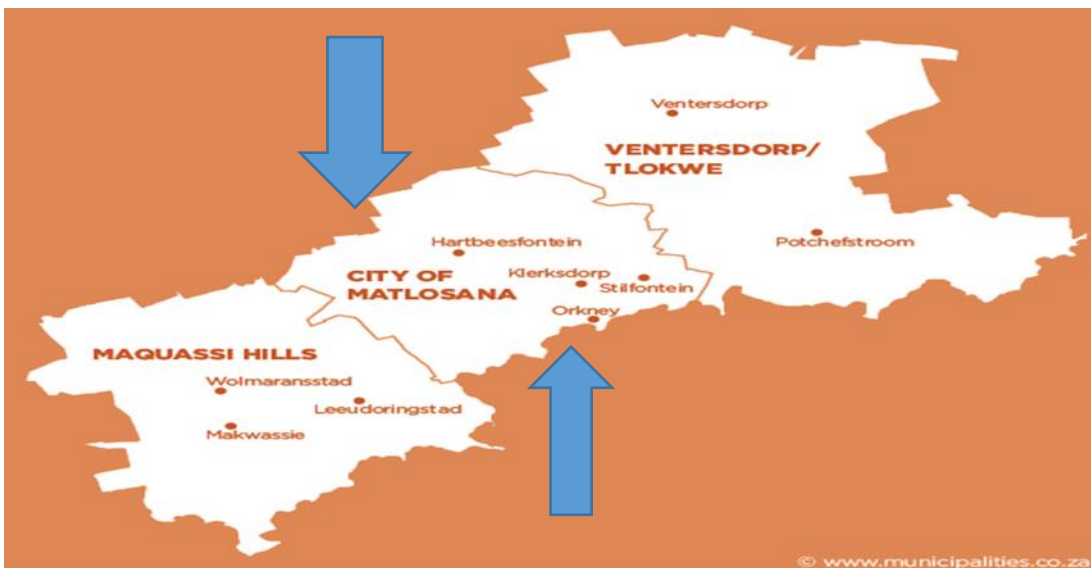 Ventersdorp
VENTERSDORP/
TLOKWE
Potchefstroom
Hartbeesfontein
CITY OF
MATLOSANA
Klerksdorp
Stilfontein
Orkney
MAQUASSI HILLS
Wolmaransstad
Leeudoringstad
Makwassie
© www.municipalities.co.za